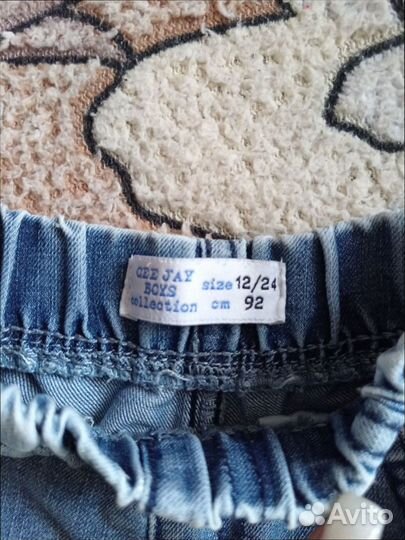 CEE JAY
BOYS
collection
size 12/24
cm 92
Avito